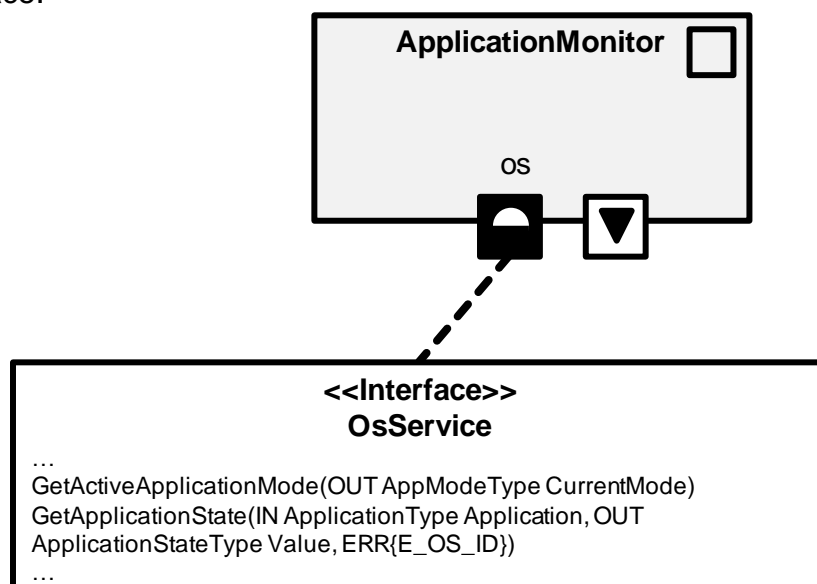 ApplicationMonitor
os
<<Interface>>
OsService
…
GetActiveApplicationMode(OUT AppModeType CurrentMode)
GetApplicationState(IN ApplicationType Application, OUT
ApplicationStateType Value, ERR{E_OS_ID})
…